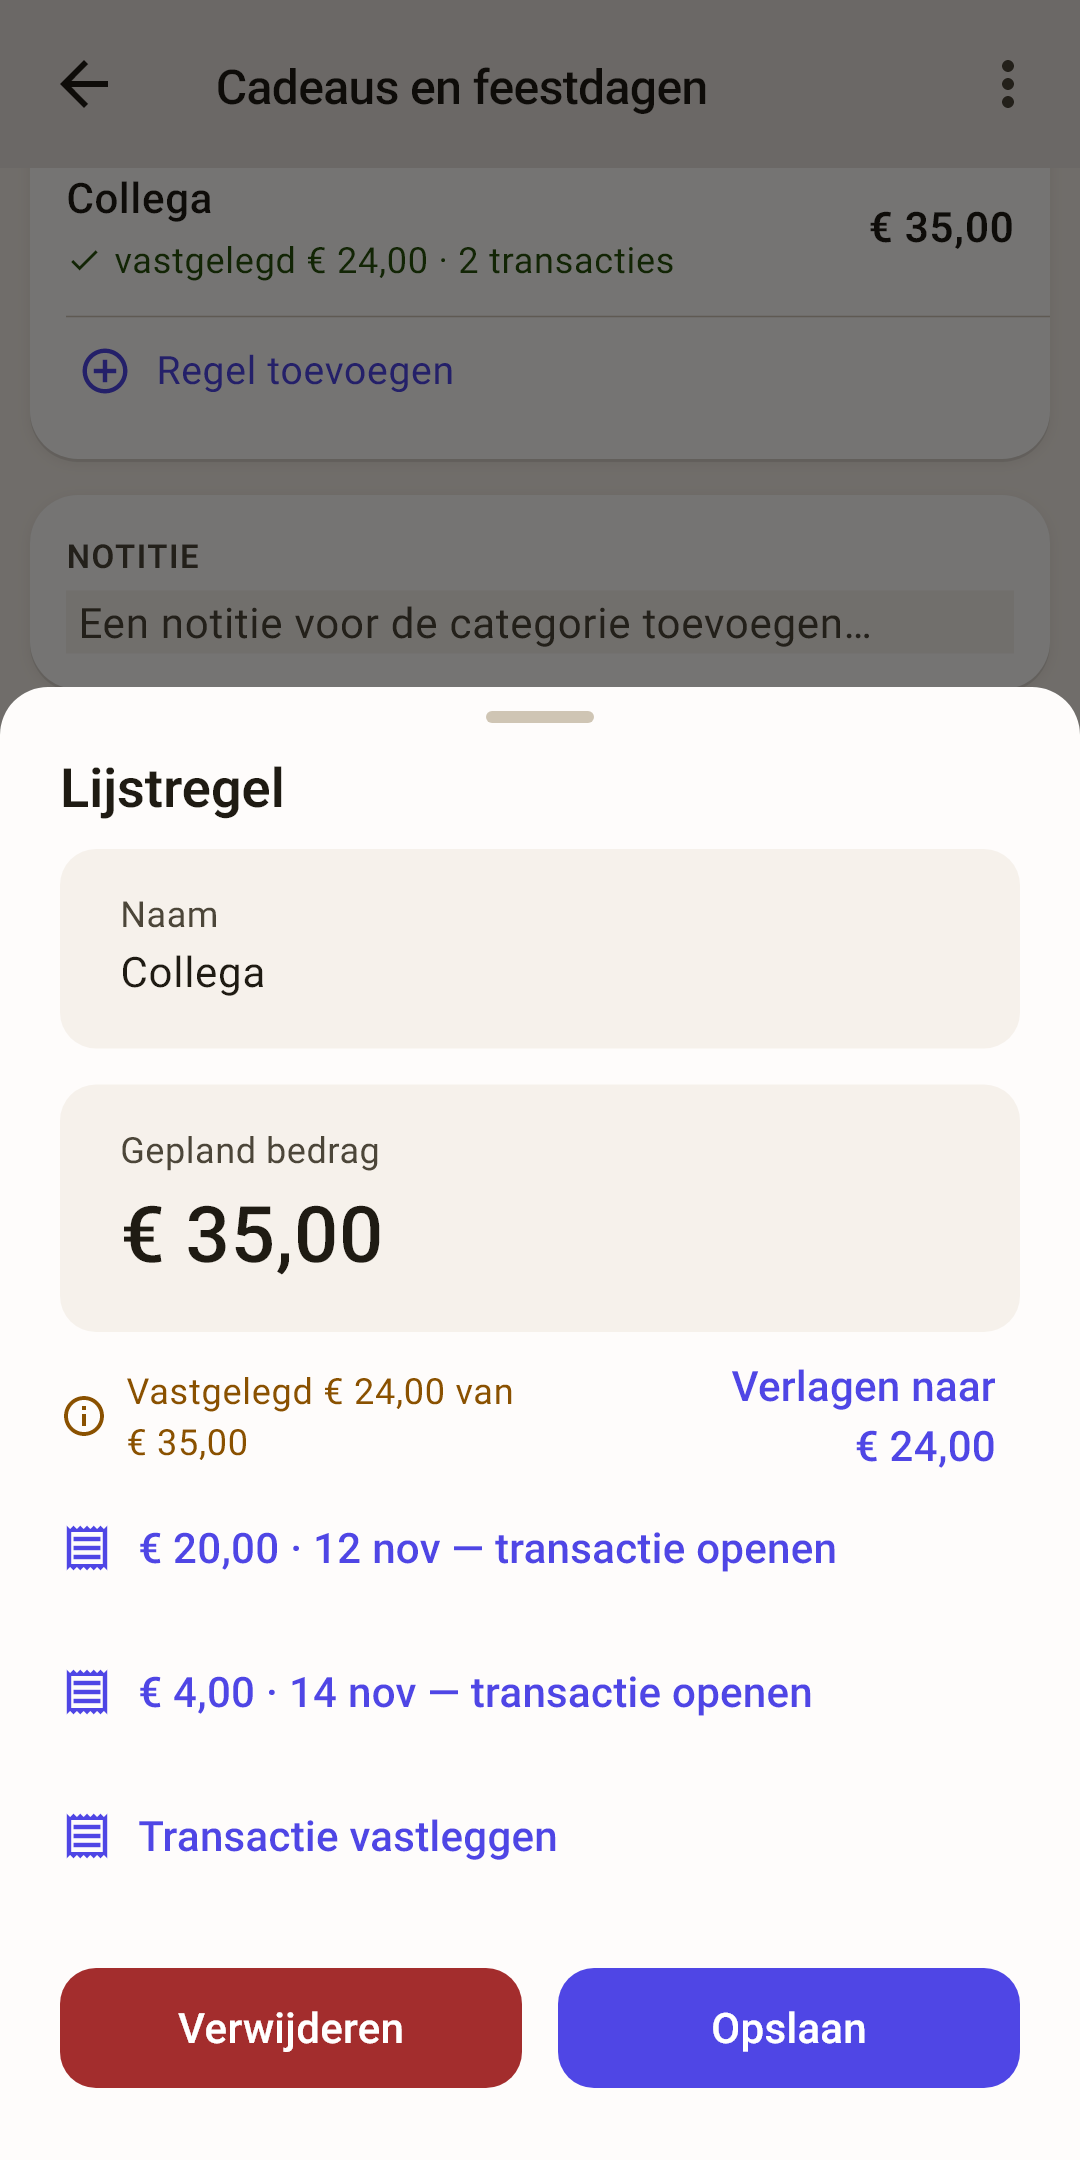 Cadeaus en feestdagen
Collega
€ 35,00
vastgelegd € 24,00 · 2 transacties
Regel toevoegen
NOTITIE
Een notitie voor de categorie toevoegen…
Lijstregel
Naam
Collega
Gepland bedrag
€ 35,00
Vastgelegd € 24,00 van
€ 35,00
Verlagen naar
€ 24,00
€ 20,00 · 12 nov — transactie openen
€ 4,00 · 14 nov — transactie openen
Transactie vastleggen
Verwijderen
Opslaan